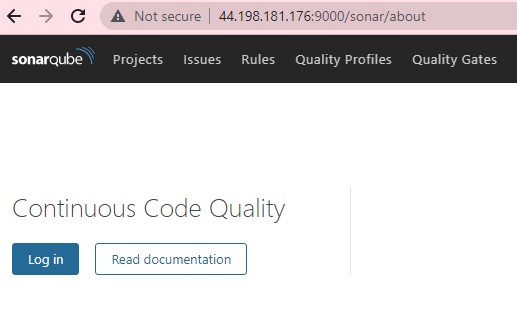 Not secure | 44.198.181.176:9000/sonar/about
sonarqube Projects Issues Rules Quality Profiles Quality Gates
Continuous Code Quality
Log in Read documentation